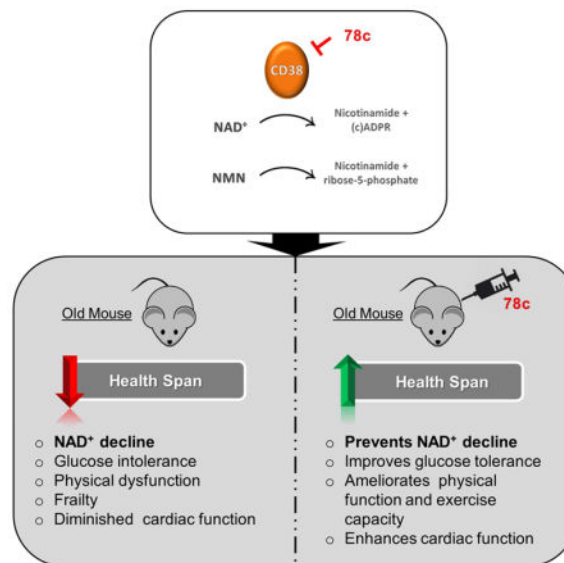 78c
CD38
NAD+
Nicotinamide +
(c)ADPR
NMN
Nicotinamide +
ribose-5-phosphate
Old Mouse
Health Span
○ NAD+ decline
○ Glucose intolerance
○ Physical dysfunction
○ Frailty
○ Diminished cardiac function
78c
Old Mouse
Health Span
○ Prevents NAD+ decline
○ Improves glucose tolerance
○ Ameliorates physical
function and exercise
capacity
○ Enhances cardiac function